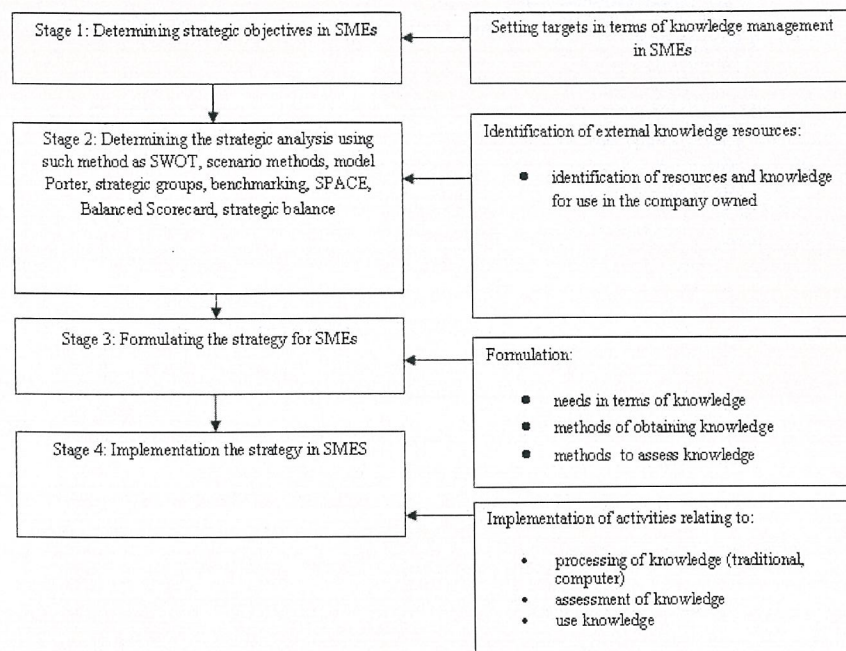 Stage 1: Determining strategic objectives in SMEs
Setting targets in terms of knowledge management
in SMEs
Stage 2: Determining the strategic analysis using
such method as SWOT, scenario methods, model
Porter, strategic groups, benchmarking, SPACE,
Balanced Scorecard, strategic balance
Identification of external knowledge resources:
● identification of resources and knowledge
for use in the company owned
Stage 3: Formulating the strategy for SMEs
Formulation:
● needs in terms of knowledge
● methods of obtaining knowledge
● methods to assess knowledge
Stage 4: Implementation the strategy in SMES
Implementation of activities relating to:
• processing of knowledge (traditional,
computer)
• assessment of knowledge
• use knowledge